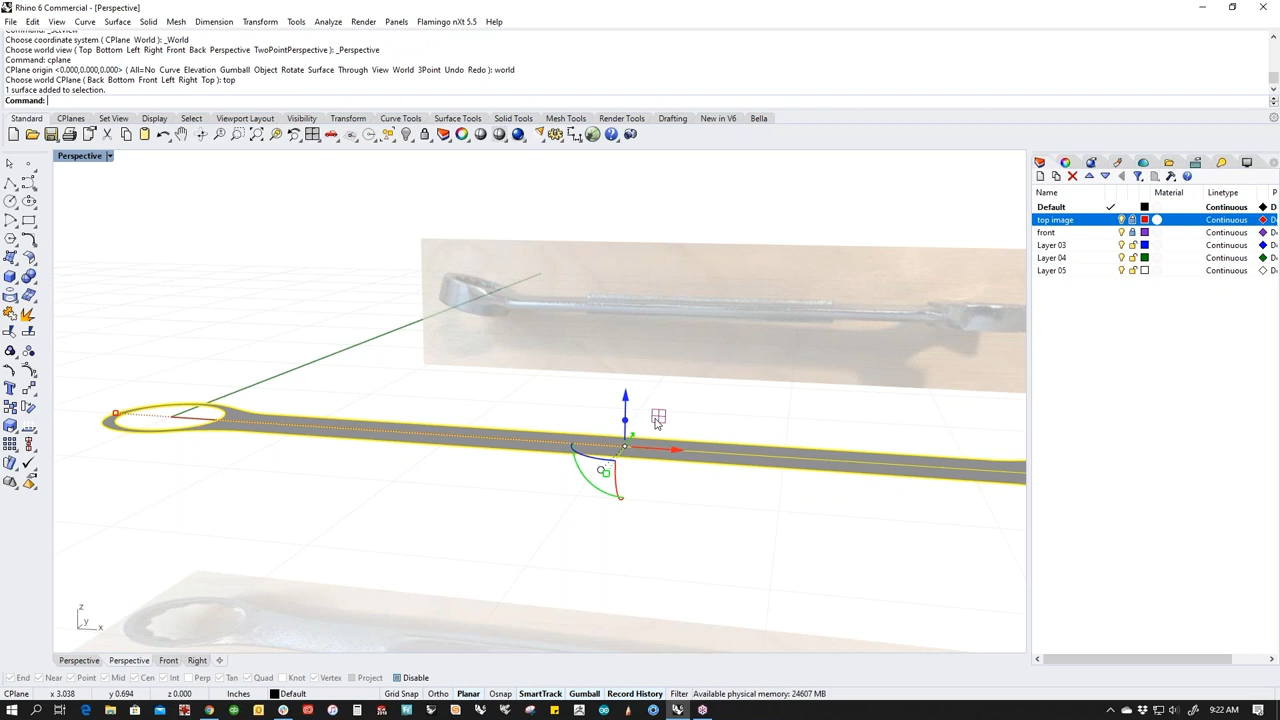 Rhino 6 Commercial - [Perspective]
File Edit View Curve Surface Solid Mesh Dimension Transform Tools Analyze Render Panels Flamingo nXt 5.5 Help
Choose coordinate system ( CPlane World ): _World
Choose world view ( Top Bottom Left Right Front Back Perspective TwoPointPerspective ): _Perspective
Command: cplane
CPlane origin <0.000,0.000,0.000> ( All=No Curve Elevation Gumball Object Rotate Surface Through View World 3Point Undo Redo ): world
Choose world CPlane ( Back Bottom Front Left Right Top ): top
1 surface added to selection.
Command:
Standard CPlanes Set View Display Select Viewport Layout Visibility Transform Curve Tools Surface Tools Solid Tools Mesh Tools Render Tools Drafting New in V6 Bella
Perspective
Name Material Linetype P
Default Continuous D
top image Continuous D
front Continuous D
Layer 03 Continuous D
Layer 04 Continuous D
Layer 05 Continuous D
z
y
x
Perspective Perspective Front Right
End Near Point Mid Cen Int Perp Tan Quad Knot Vertex Project Disable
CPlane x 3.038 y 0.694 z 0.000 Inches Default Grid Snap Ortho Planar Osnap SmartTrack Gumball Record History Filter Available physical memory: 24607 MB
9:22 AM